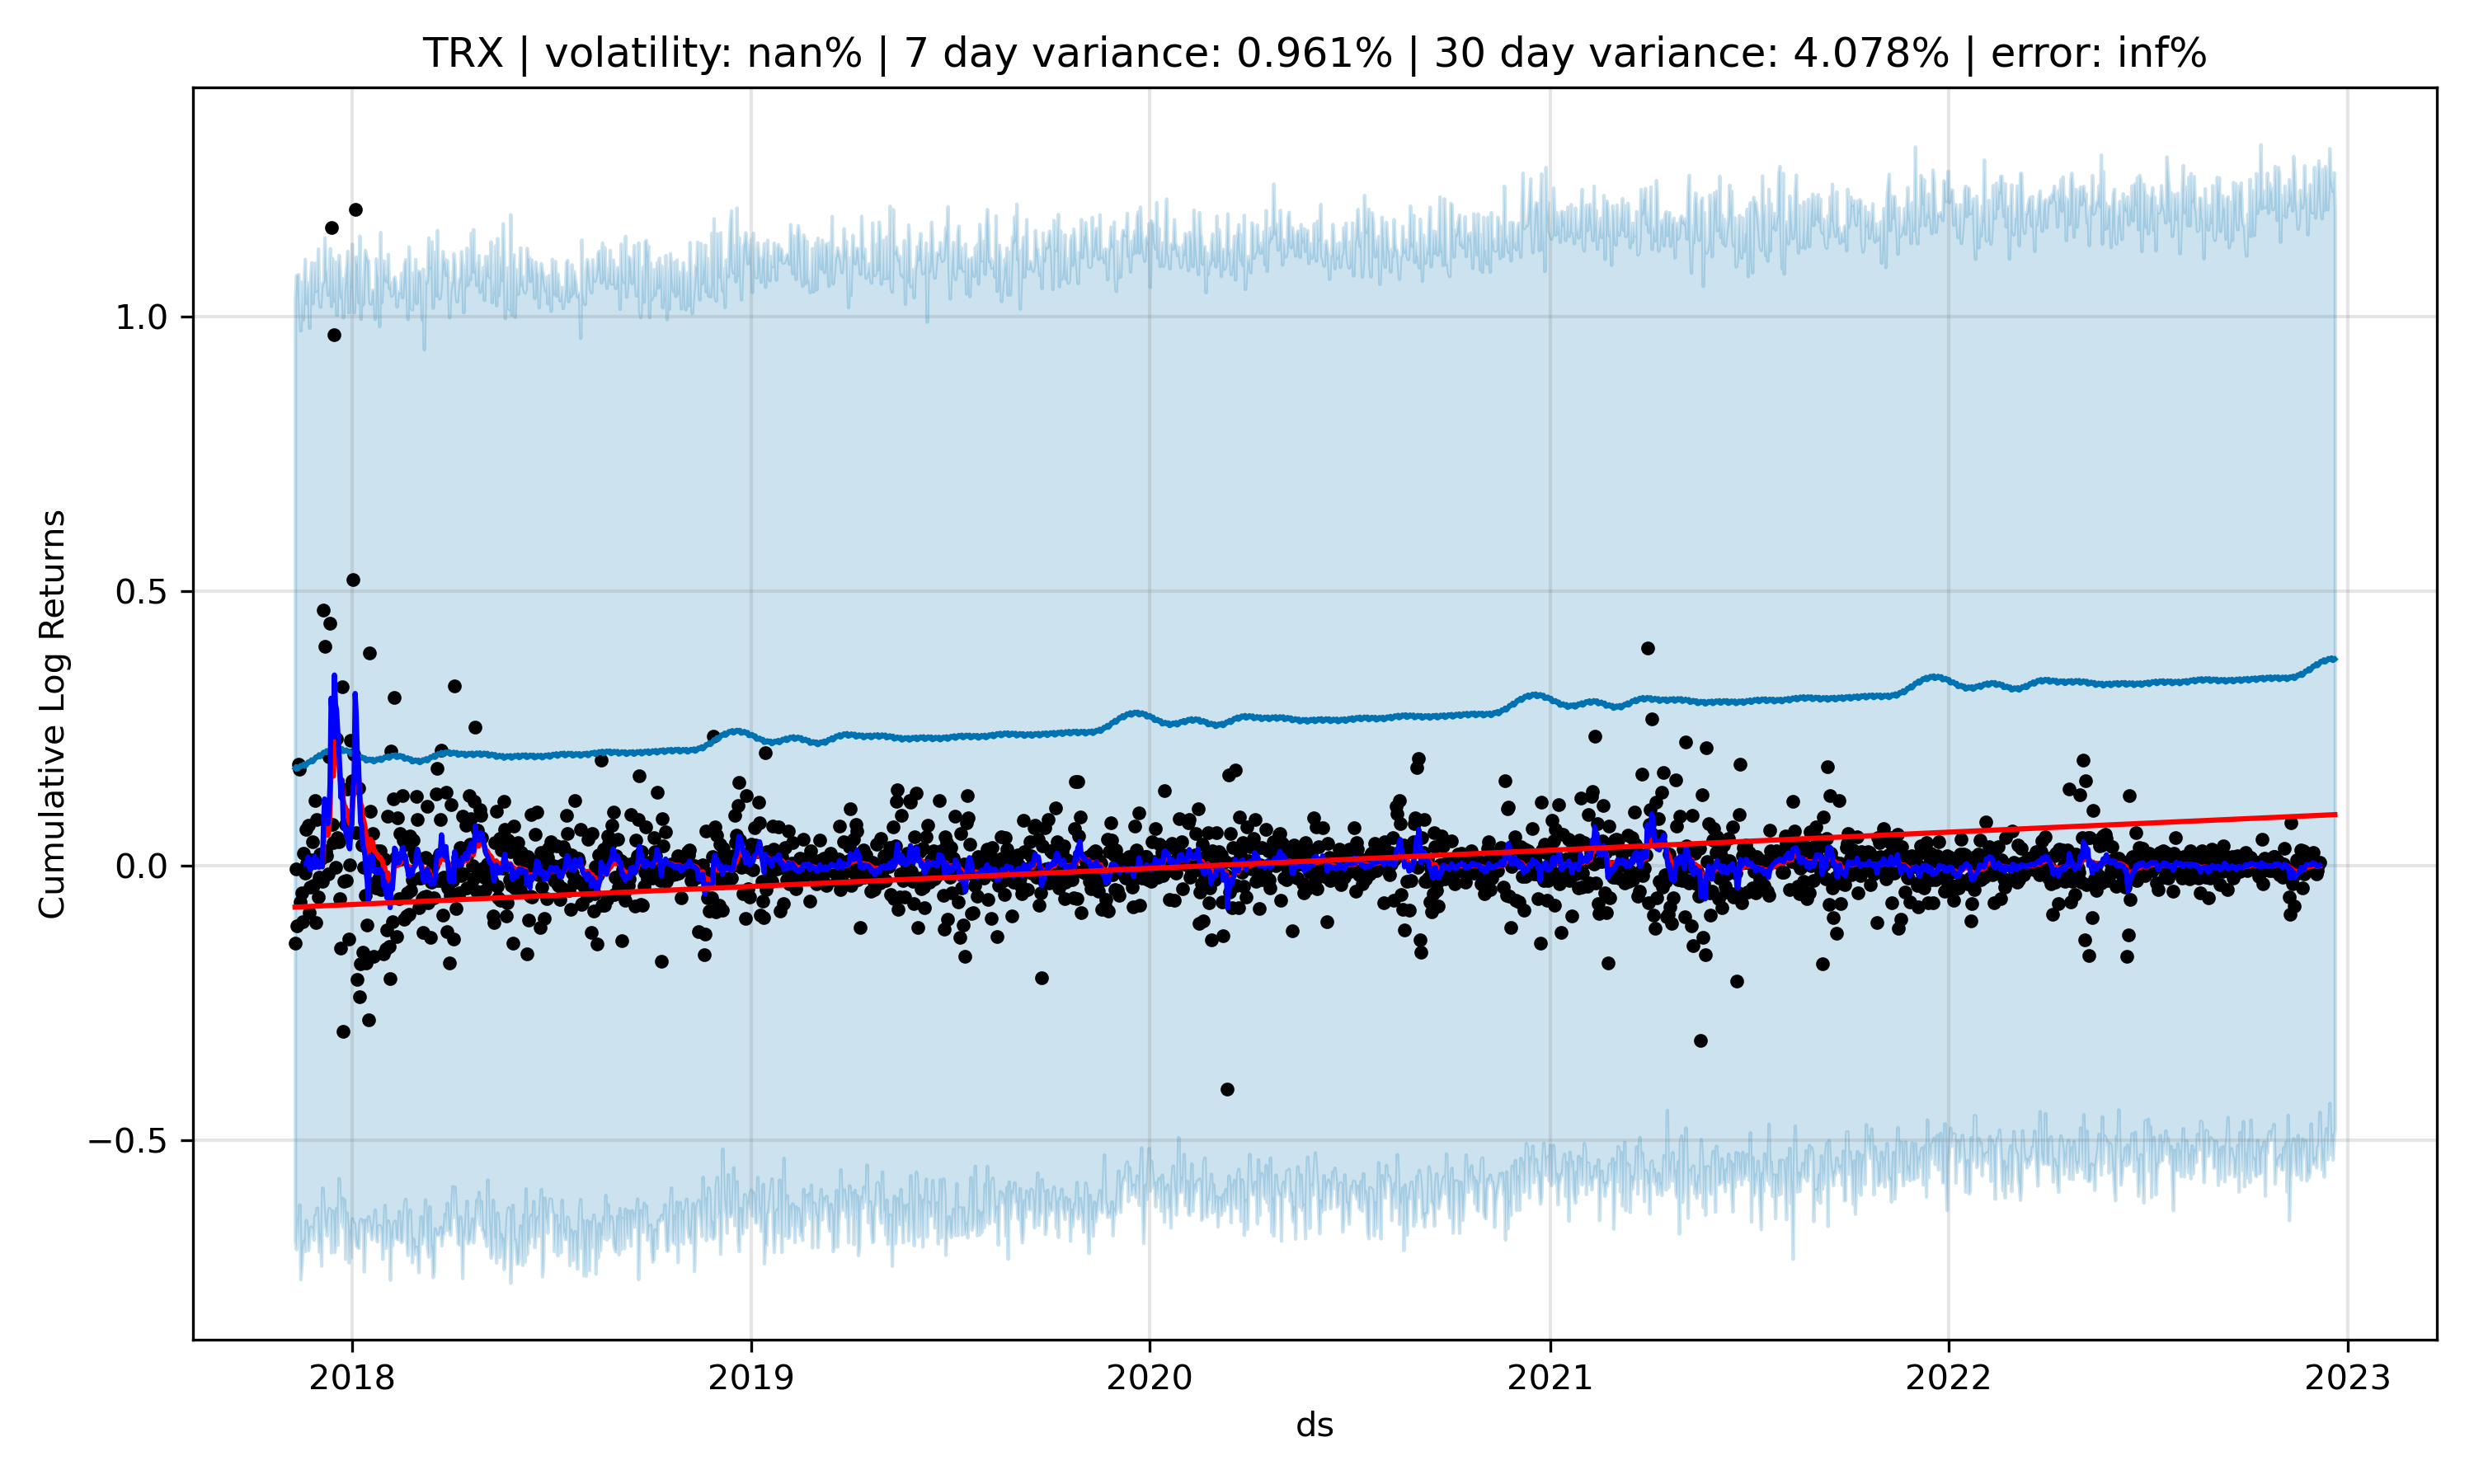 TRX | volatility: nan% | 7 day variance: 0.961% | 30 day variance: 4.078% | error: inf%
Cumulative Log Returns
1.0
0.5
0.0
−0.5
2018 2019 2020 2021 2022 2023
ds